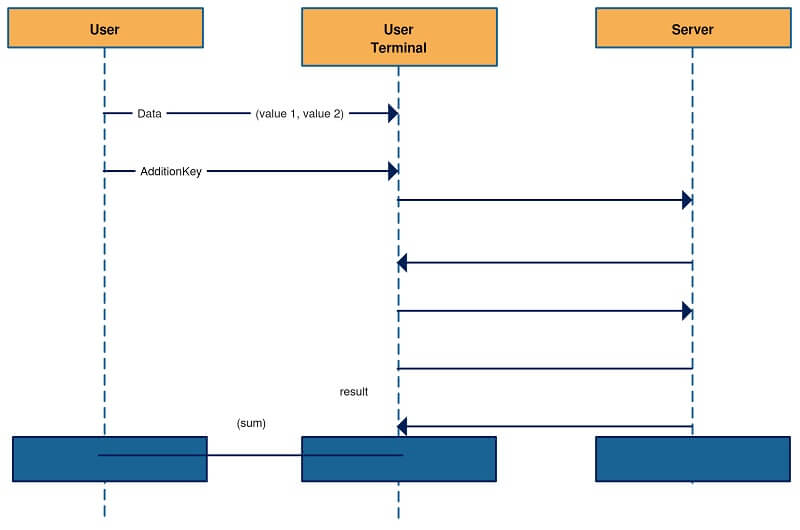 User
User
Terminal
Server
Data
(value 1, value 2)
AdditionKey
result
(sum)